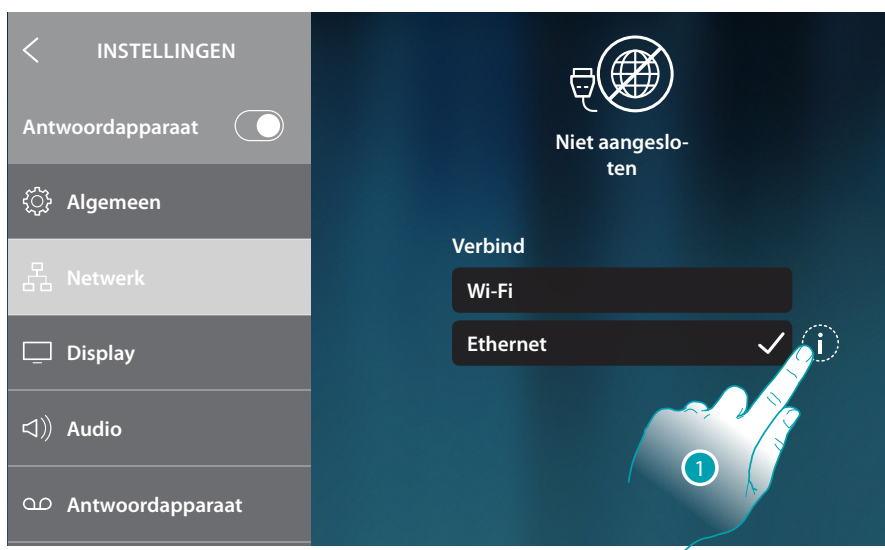 INSTELLINGEN
Antwoordapparaat
Algemeen
Netwerk
Display
Audio
Antwoordapparaat
Niet aangeslo-
ten
Verbind
Wi-Fi
Ethernet
i
1